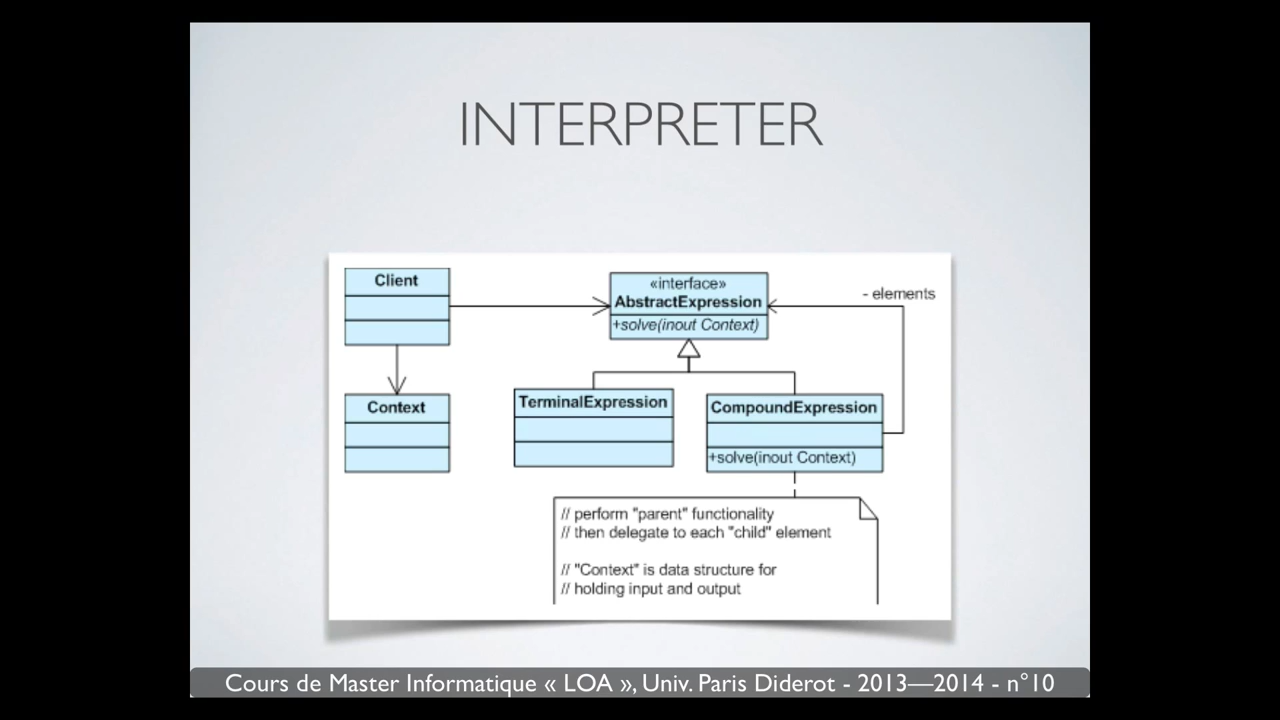 INTERPRETER
Client
«interface»
AbstractExpression
+solve(inout Context)
- elements
Context
TerminalExpression
CompoundExpression
+solve(inout Context)
// perform "parent" functionality
// then delegate to each "child" element
// "Context" is data structure for
// holding input and output
Cours de Master Informatique « LOA », Univ. Paris Diderot - 2013—2014 - n°10